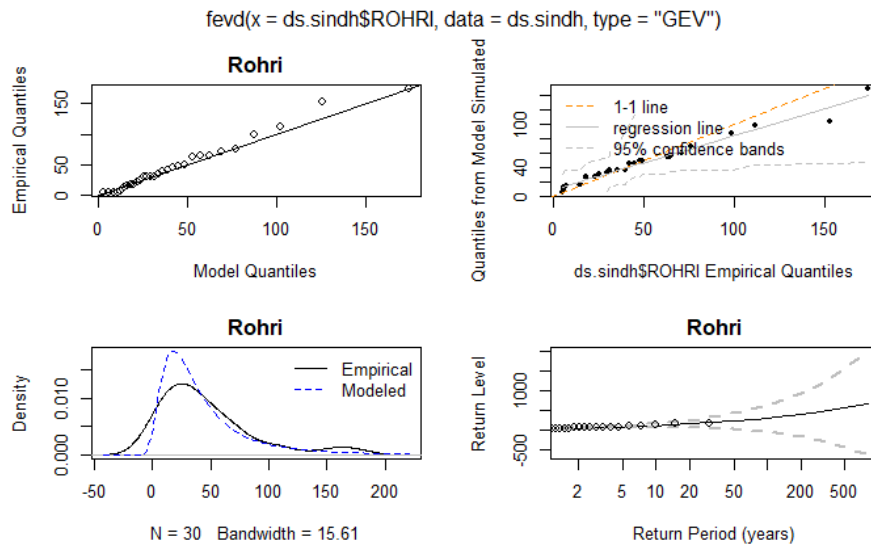 fevd(x = ds.sindh$ROHRI, data = ds.sindh, type = "GEV")
Rohri
Empirical Quantiles
150
50
0
0 50 100 150
Model Quantiles
Quantiles from Model Simulated
100
40
0
1-1 line
regression line
95% confidence bands
0 50 100 150
ds.sindh$ROHRI Empirical Quantiles
Rohri
Density
0.010
0.000
Empirical
Modeled
-50 0 50 100 150 200
N = 30 Bandwidth = 15.61
Rohri
Return Level
1000
-500
2 5 10 20 50 200 500
Return Period (years)